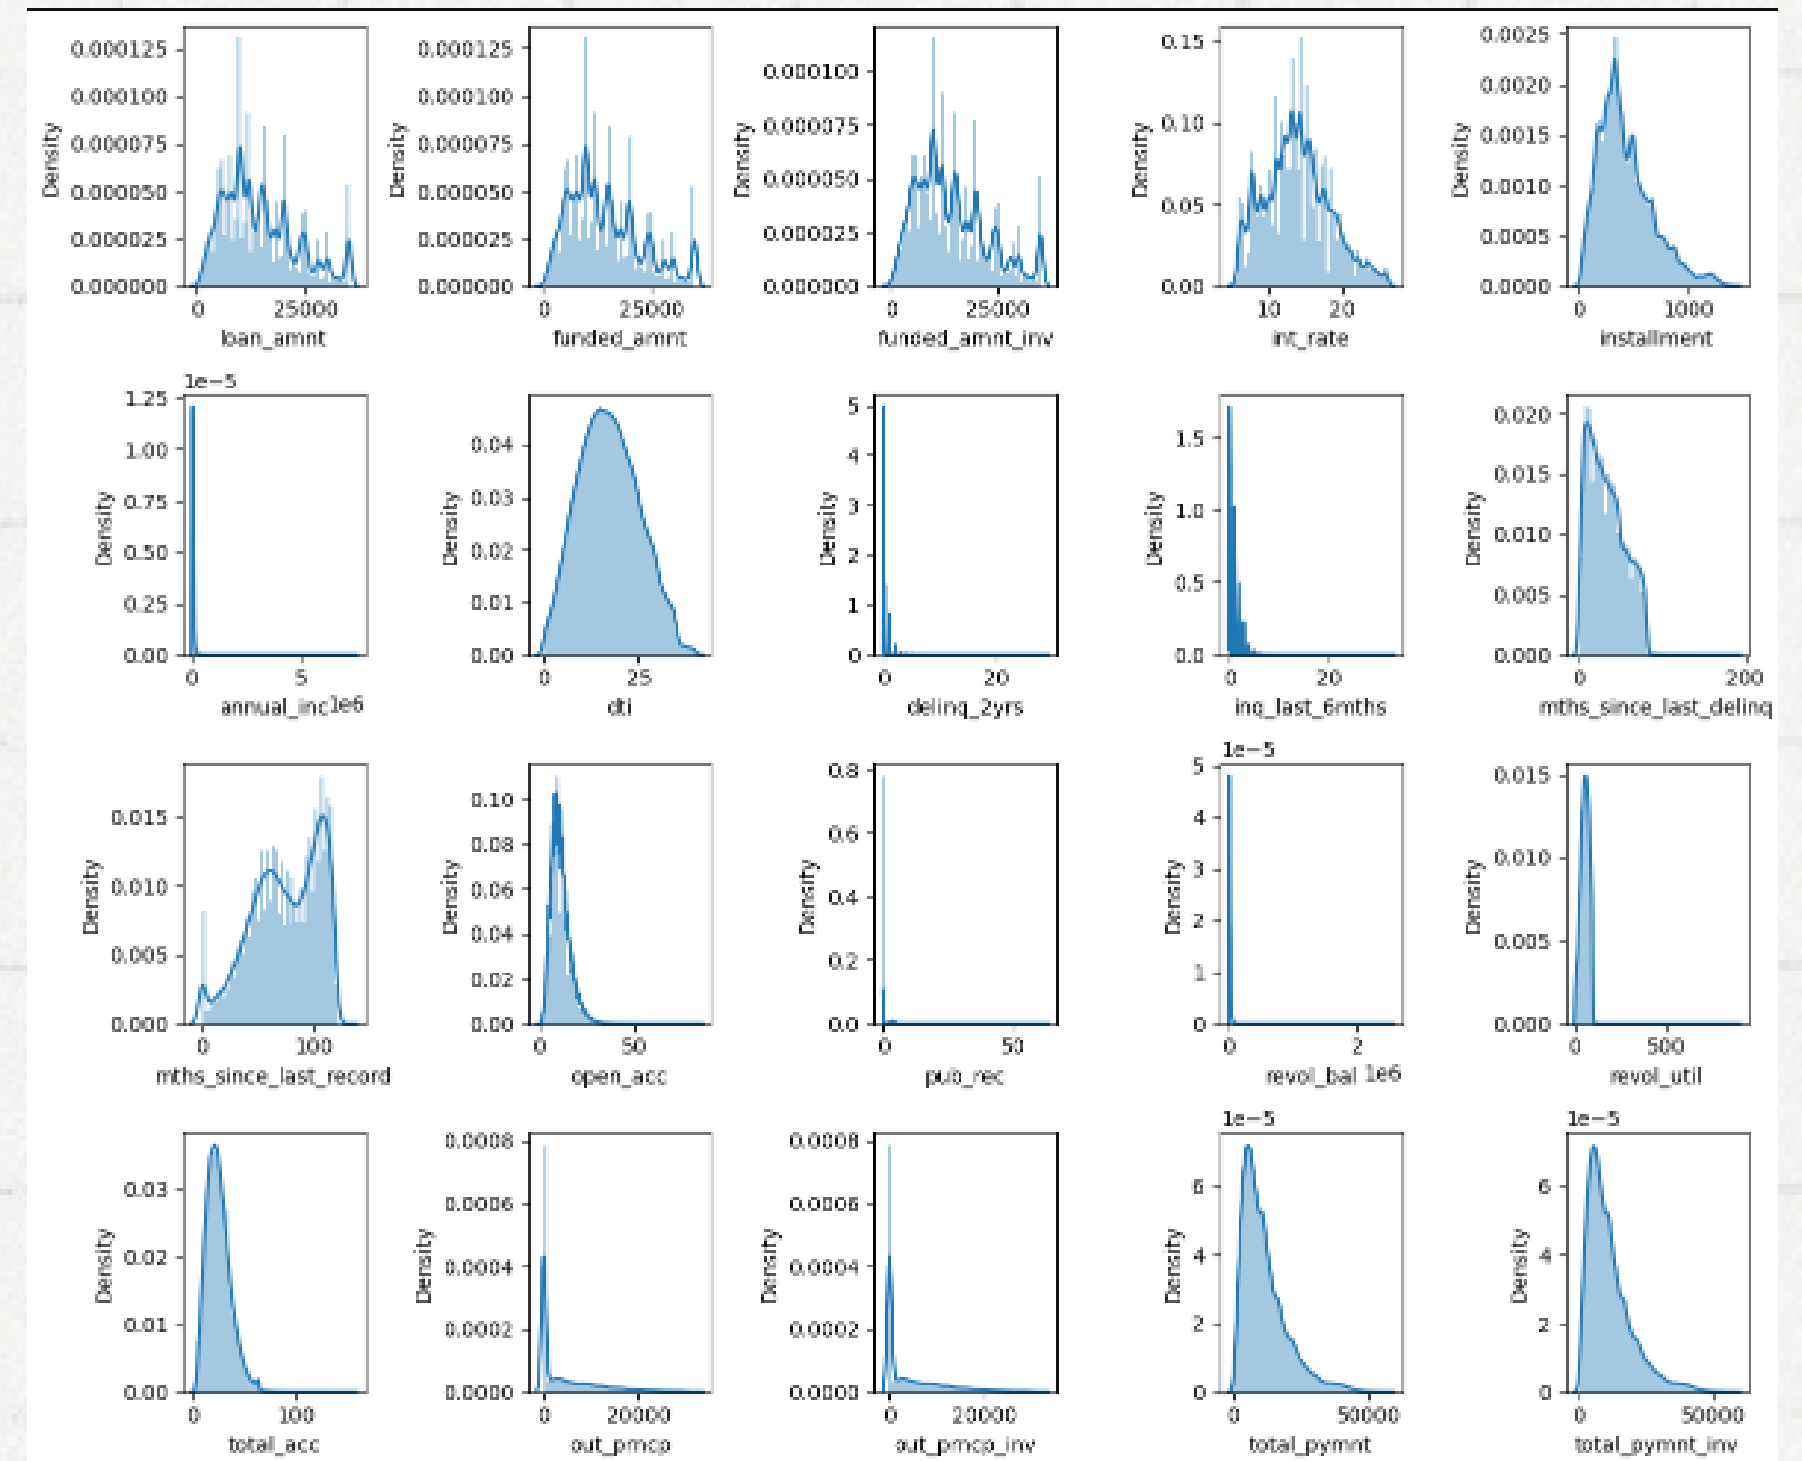 0.000125 0.000125 0.000100 0.15 0.0025
0.000100 0.000100 0.000075 0.10 0.0020
0.000075 0.000075 0.000050 0.05 0.0015
0.000050 0.000050 0.000025 0.00 0.0010
0.000025 0.000025 0.000000 0.0005
0.000000 0.000000 0.0000
Density Density Density Density Density
0 25000 0 25000 0 25000 10 20 0 1000
loan_amnt funded_amnt funded_amnt_inv int_rate installment
1e−5
1.25 0.04 5 1.5 0.020
1.00 0.03 4 1.0 0.015
0.75 0.02 3 0.5 0.010
0.50 0.01 2 0.0 0.005
0.25 0.00 1 0.000
0.00 0
Density Density Density Density Density
0 5 0 25 0 20 0 20 0 200
annual_inc 1e6 dti delinq_2yrs inq_last_6mths mths_since_last_delinq
1e−5
0.015 0.10 0.8 5 0.015
0.010 0.08 0.6 4 0.010
0.005 0.06 0.4 3 0.005
0.000 0.04 0.2 2 0.000
0.02 0.0 1
0.00 0
Density Density Density Density Density
0 100 0 50 0 50 0 2 0 500
mths_since_last_record open_acc pub_rec revol_bal 1e6 revol_util
1e−5 1e−5
0.03 0.0008 0.0008 6 6
0.02 0.0006 0.0006 4 4
0.01 0.0004 0.0004 2 2
0.00 0.0002 0.0002 0 0
0.0000 0.0000
Density Density Density Density Density
0 100 0 20000 0 20000 0 50000 0 50000
total_acc out_prncp out_prncp_inv total_pymnt total_pymnt_inv